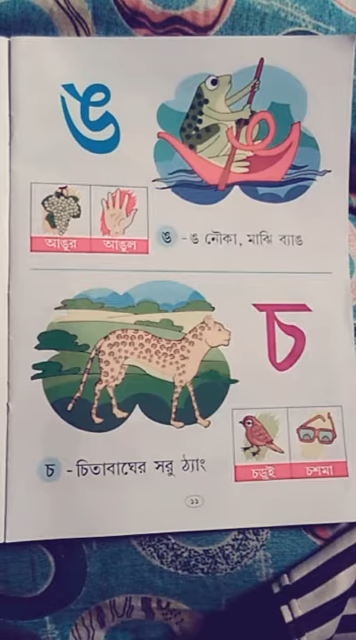 ঙ
আঙুর আঙুল
ঙ - ঙ নৌকা, মাঝি ব্যাঙ
চ
চ - চিতাবাঘের সরু ঠ্যাং
চড়ুই চশমা
১১